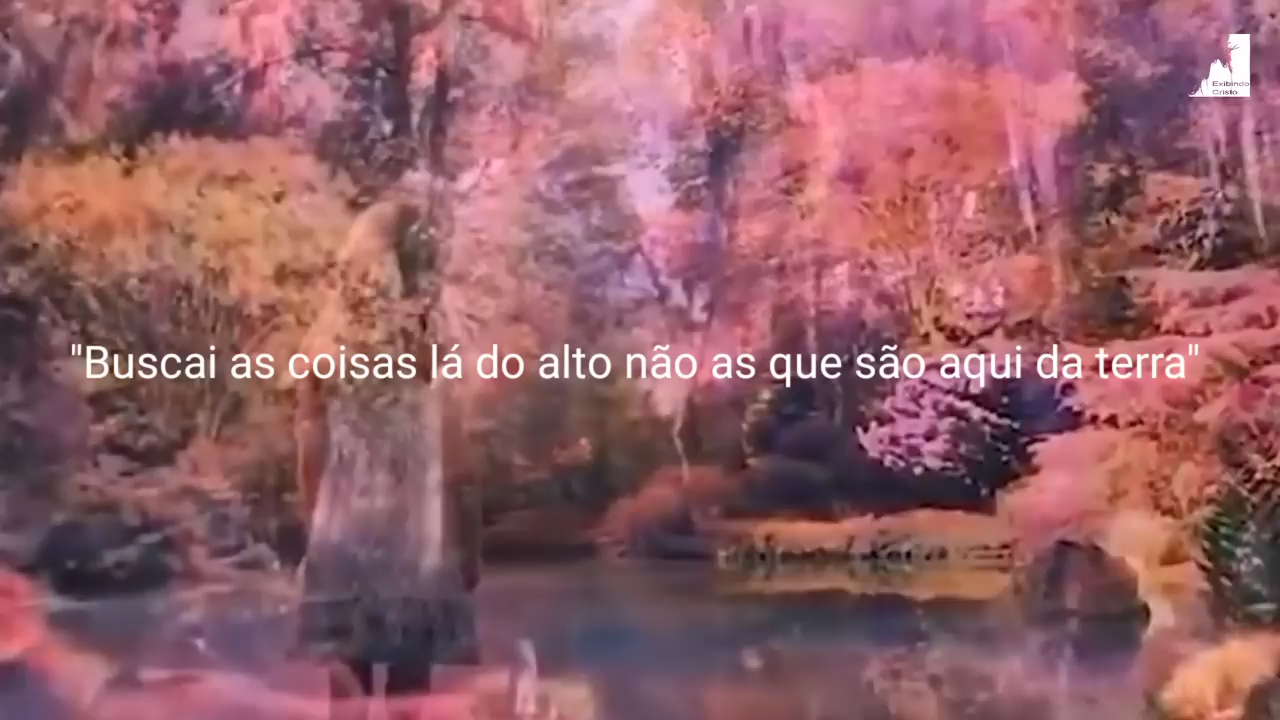 Exibindo
Cristo
"Buscai as coisas lá do alto não as que são aqui da terra"